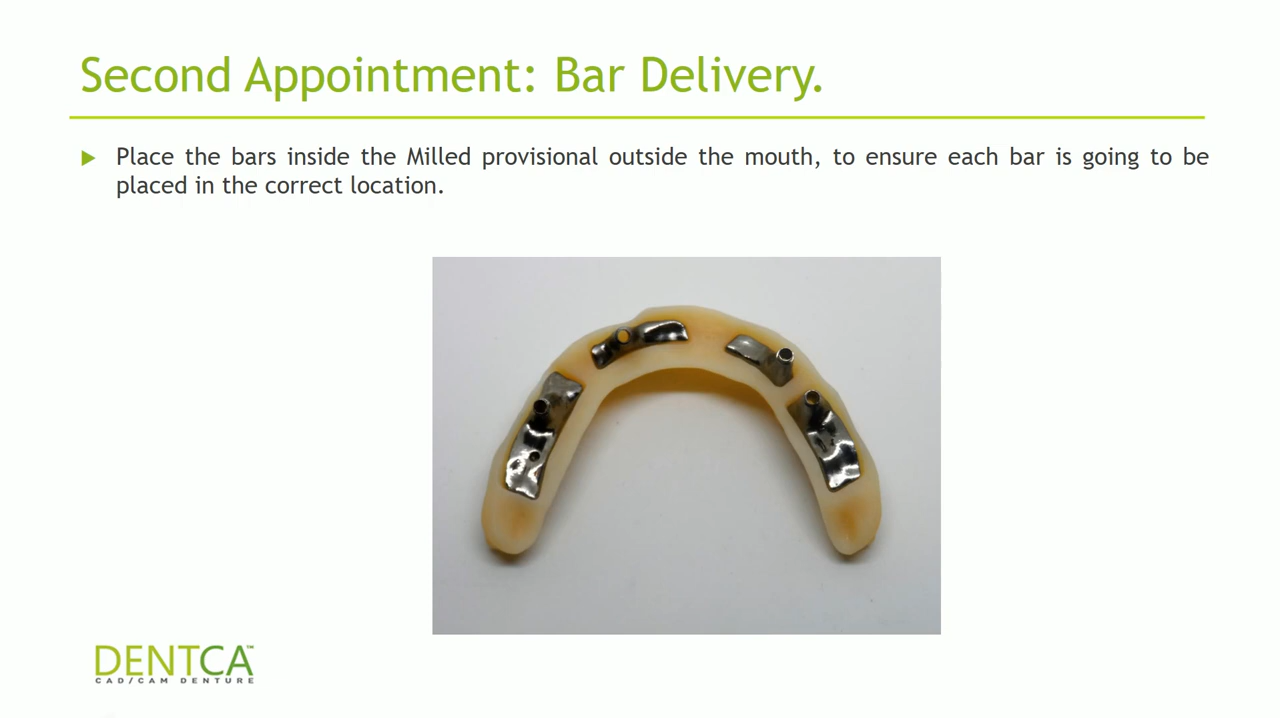 Second Appointment: Bar Delivery.
Place the bars inside the Milled provisional outside the mouth, to ensure each bar is going to be
placed in the correct location.
DENTCA™
CAD/CAM DENTURE